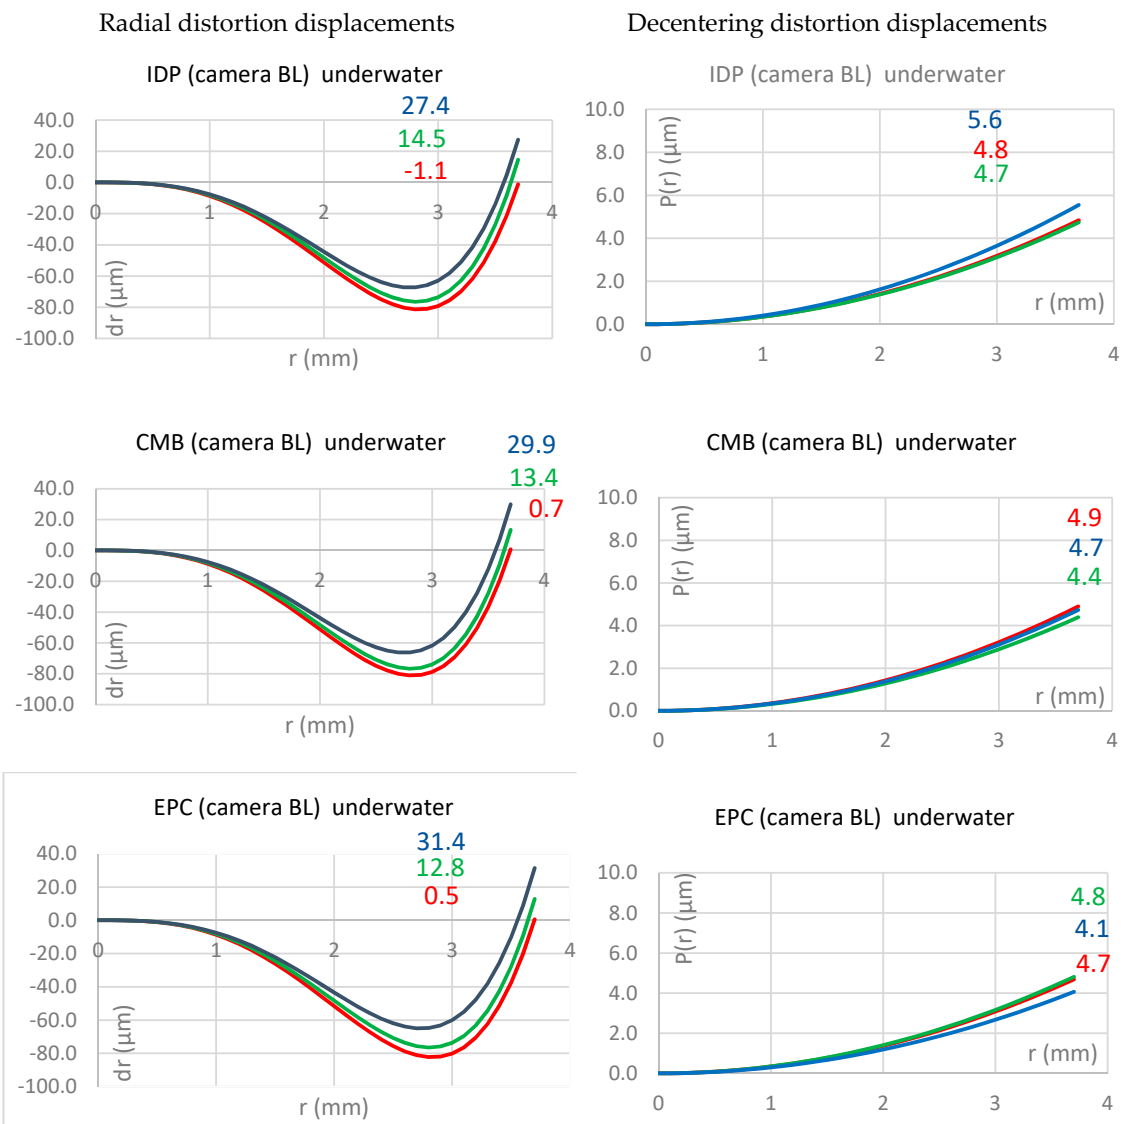 Radial distortion displacements
Decentering distortion displacements
IDP (camera BL) underwater
27.4
14.5
-1.1
40.0
20.0
0.0
-20.0
-40.0
-60.0
-80.0
-100.0
0 1 2 3 4
dr (µm)
r (mm)
IDP (camera BL) underwater
5.6
4.8
4.7
10.0
8.0
6.0
4.0
2.0
0.0
P(r) (µm)
r (mm)
0 1 2 3 4
CMB (camera BL) underwater
29.9
13.4
0.7
40.0
20.0
0.0
-20.0
-40.0
-60.0
-80.0
-100.0
0 1 2 3 4
dr (µm)
r (mm)
CMB (camera BL) underwater
4.9
4.7
4.4
10.0
8.0
6.0
4.0
2.0
0.0
P(r) (µm)
r (mm)
0 1 2 3 4
EPC (camera BL) underwater
31.4
12.8
0.5
40.0
20.0
0.0
-20.0
-40.0
-60.0
-80.0
-100.0
0 1 2 3 4
dr (µm)
r (mm)
EPC (camera BL) underwater
4.8
4.1
4.7
10.0
8.0
6.0
4.0
2.0
0.0
P(r) (µm)
r (mm)
0 1 2 3 4